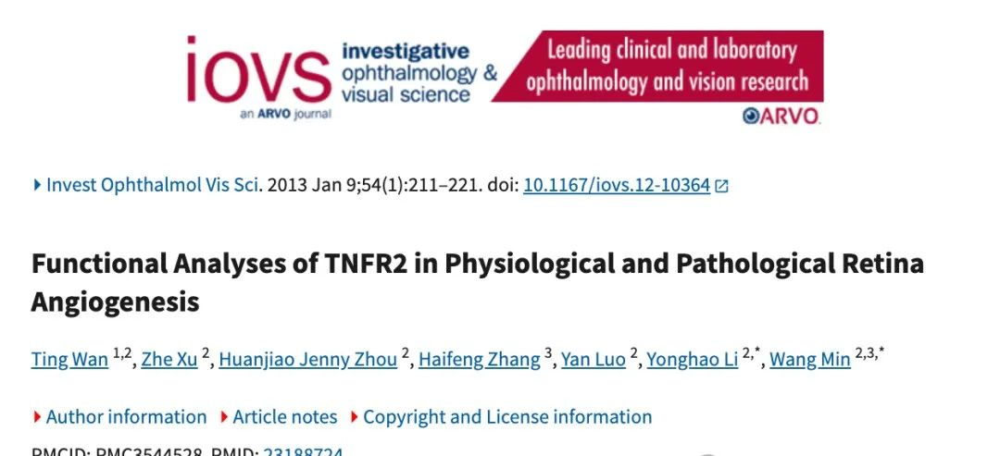 iovs
investigative
ophthalmology &
visual science
an ARVO journal
Leading clinical and laboratory
ophthalmology and vision research
ARVO
Invest Ophthalmol Vis Sci. 2013 Jan 9;54(1):211–221. doi: 10.1167/iovs.12-10364
Functional Analyses of TNFR2 in Physiological and Pathological Retina
Angiogenesis
Ting Wan 1,2, Zhe Xu 2, Huanjiao Jenny Zhou 2, Haifeng Zhang 3, Yan Luo 2, Yonghao Li 2,*, Wang Min 2,3,*
Author information Article notes Copyright and License information
PMCID: PMC3544528 PMID: 23188724